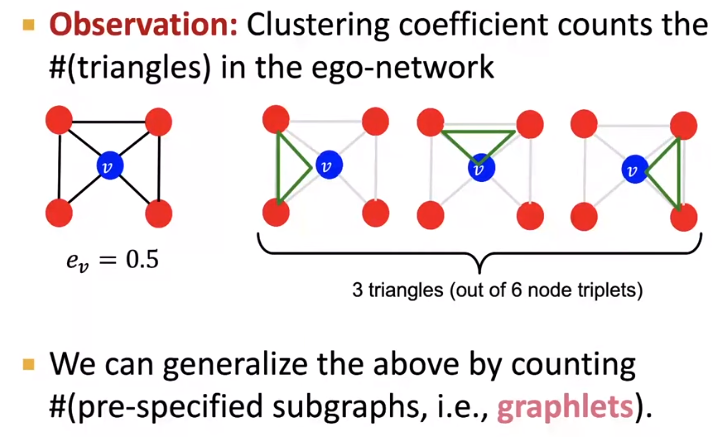 Observation: Clustering coefficient counts the
#(triangles) in the ego-network
v
v
v
v
e_v = 0.5
3 triangles (out of 6 node triplets)
We can generalize the above by counting
#(pre-specified subgraphs, i.e., graphlets).